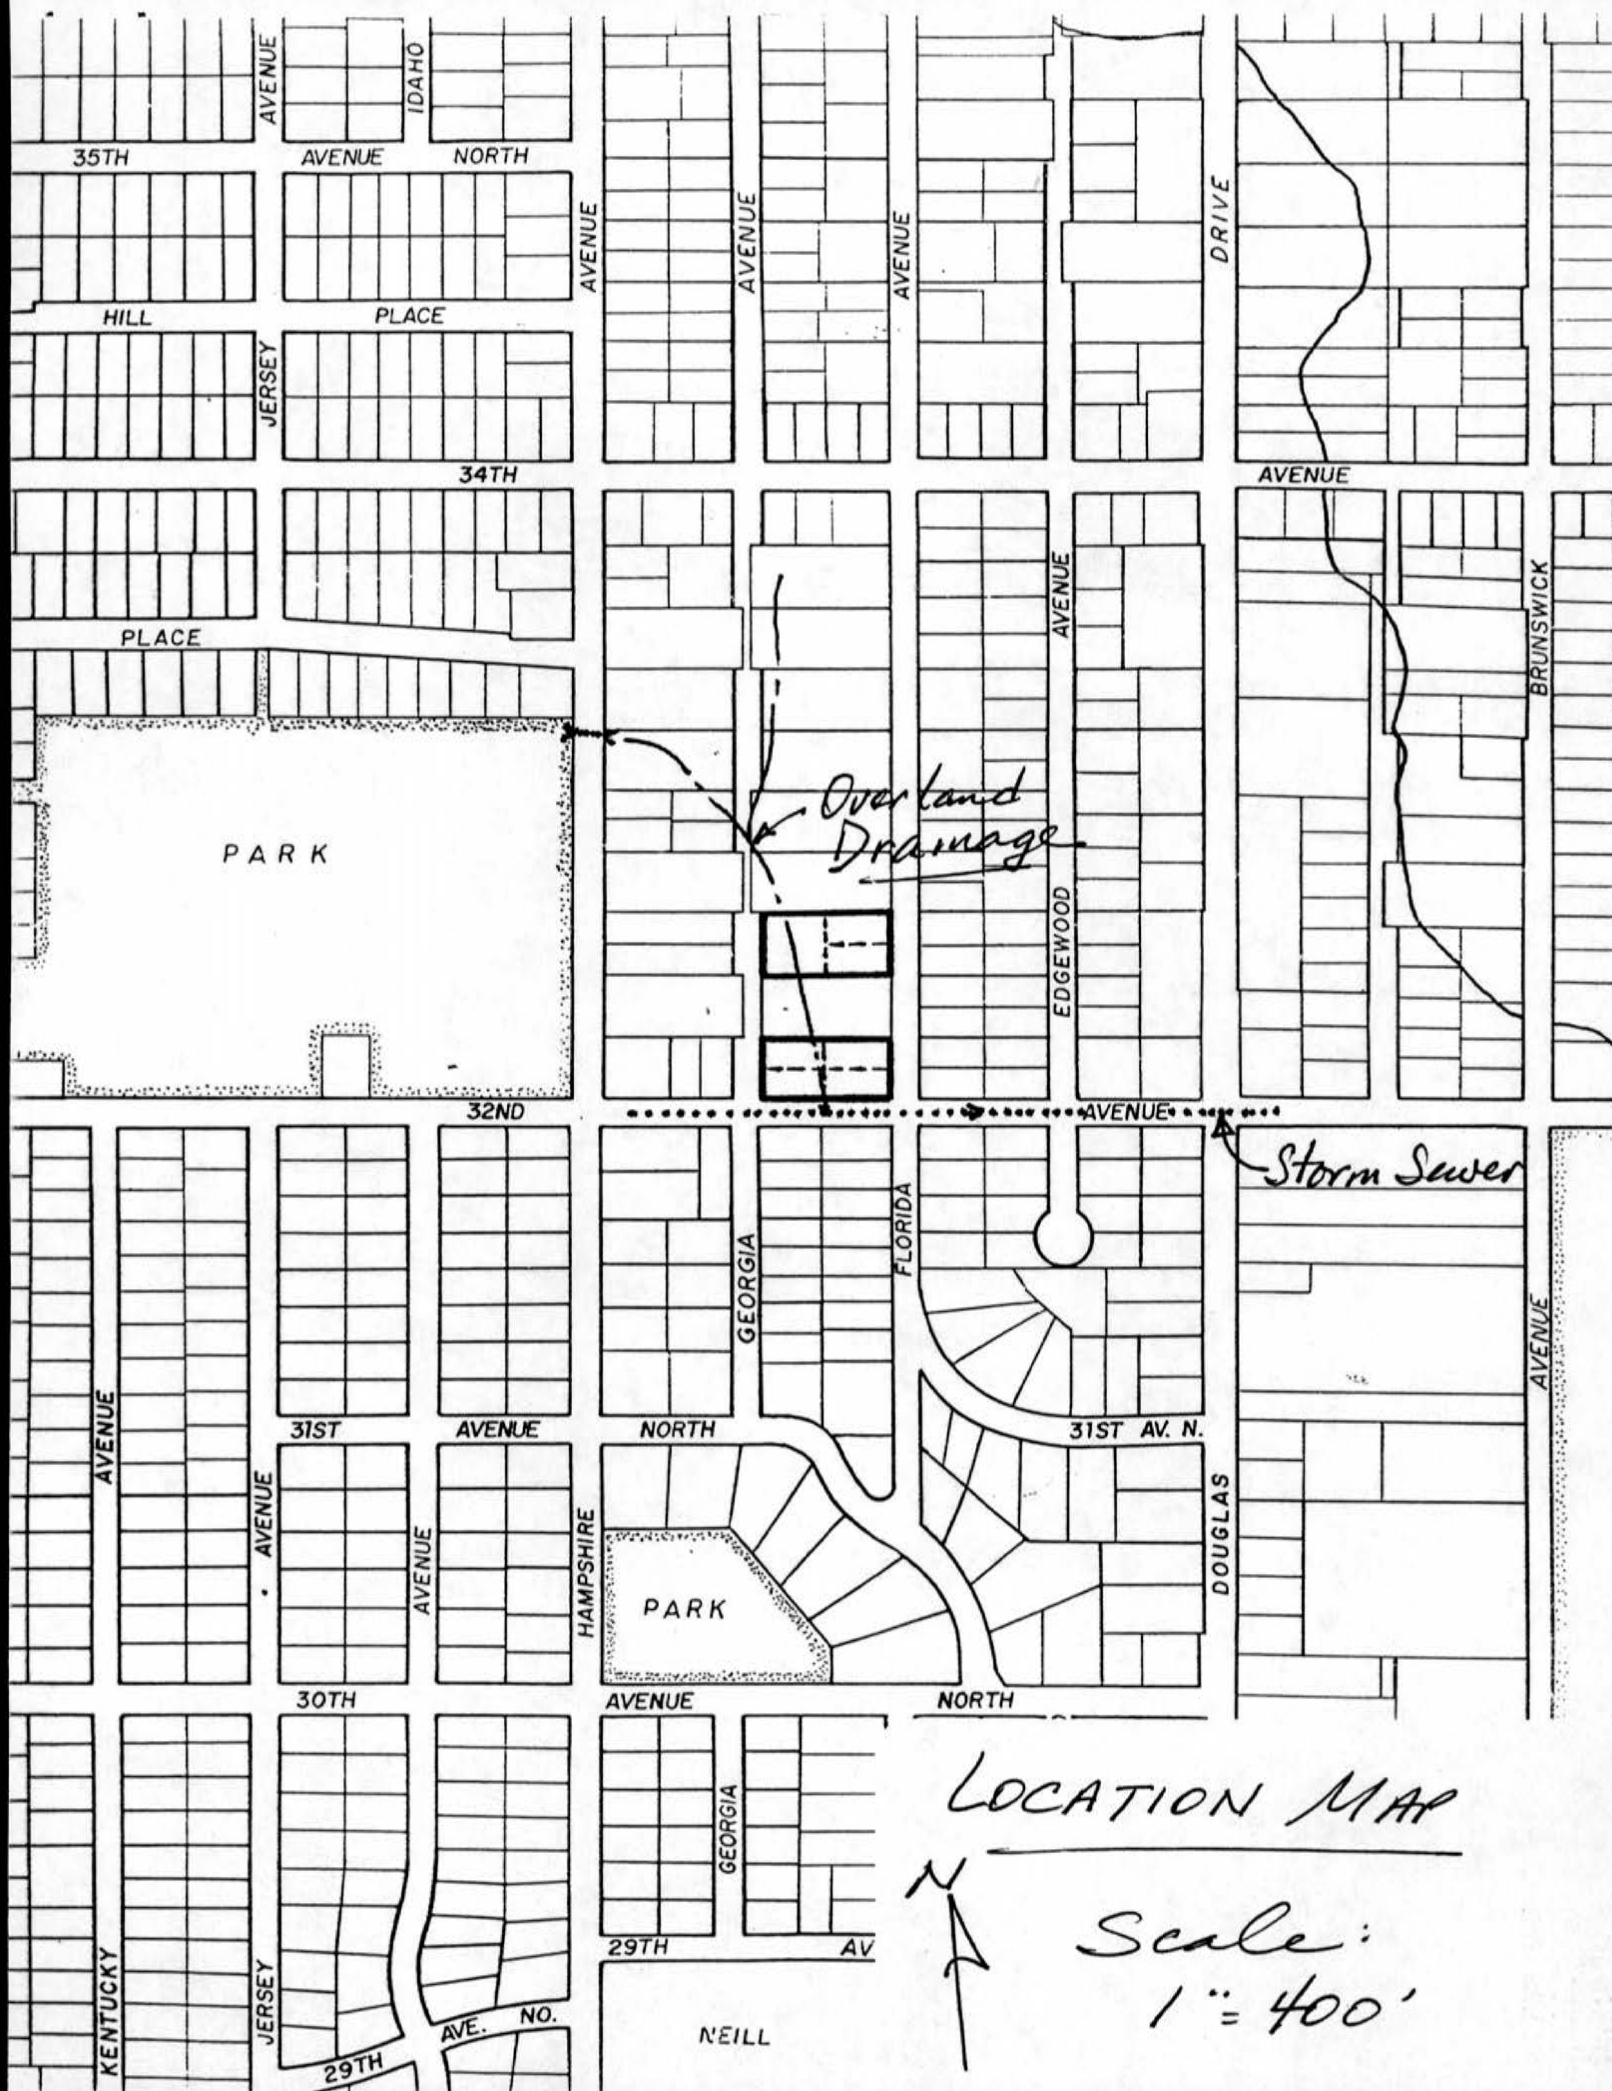 AVENUE
IDAHO
35TH
AVENUE
NORTH
AVENUE
AVENUE
AVENUE
DRIVE
HILL
PLACE
JERSEY
34TH
AVENUE
AVENUE
BRUNSWICK
PLACE
Overland
Drainage
PARK
EDGEWOOD
32ND
AVENUE
Storm Sewer
FLORIDA
GEORGIA
AVENUE
AVENUE
31ST
AVENUE
NORTH
31ST AV. N.
AVENUE
AVENUE
HAMPSHIRE
DOUGLAS
PARK
30TH
AVENUE
NORTH
LOCATION MAP
GEORGIA
N
Scale:
1" = 400'
29TH
AV
KENTUCKY
JERSEY
AVE. NO.
29TH
NEILL